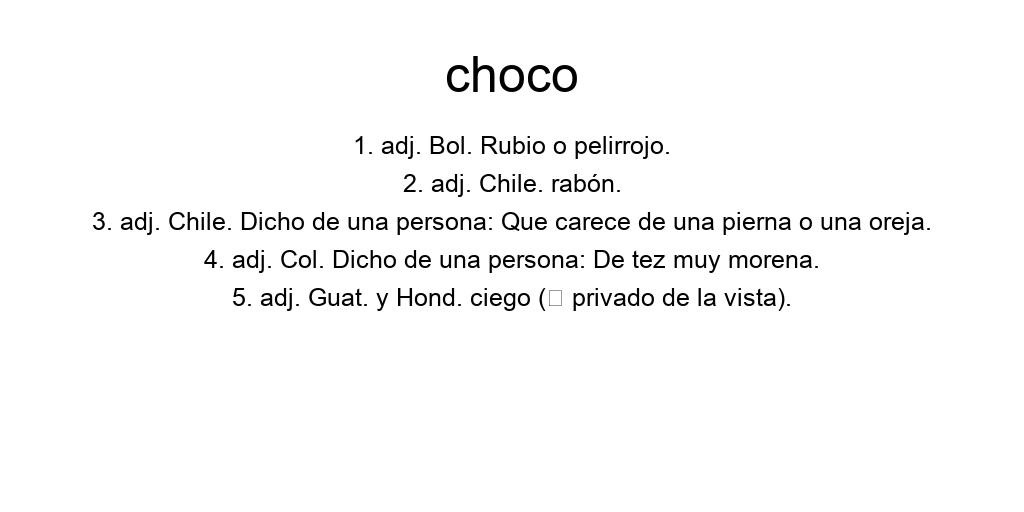 choco
1. adj. Bol. Rubio o pelirrojo.
2. adj. Chile. rabón.
3. adj. Chile. Dicho de una persona: Que carece de una pierna o una oreja.
4. adj. Col. Dicho de una persona: De tez muy morena.
5. adj. Guat. y Hond. ciego (□ privado de la vista).